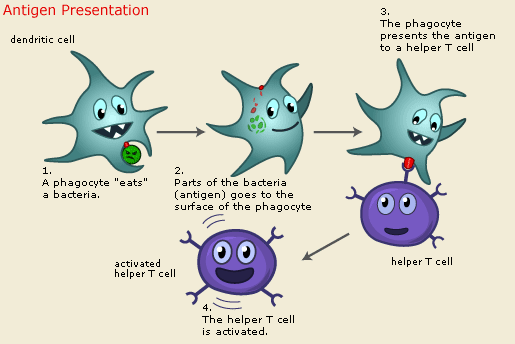 Antigen Presentation
dendritic cell
1.
A phagocyte "eats"
a bacteria.
2.
Parts of the bacteria
(antigen) goes to the
surface of the phagocyte
3.
The phagocyte
presents the antigen
to a helper T cell
helper T cell
activated
helper T cell
4.
The helper T cell
is activated.